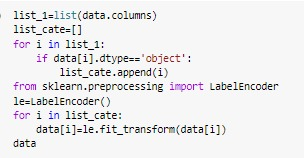 list_1=list(data.columns)
list_cate=[]
for i in list_1:
    if data[i].dtype=='object':
        list_cate.append(i)
from sklearn.preprocessing import LabelEncoder
le=LabelEncoder()
for i in list_cate:
    data[i]=le.fit_transform(data[i])
data